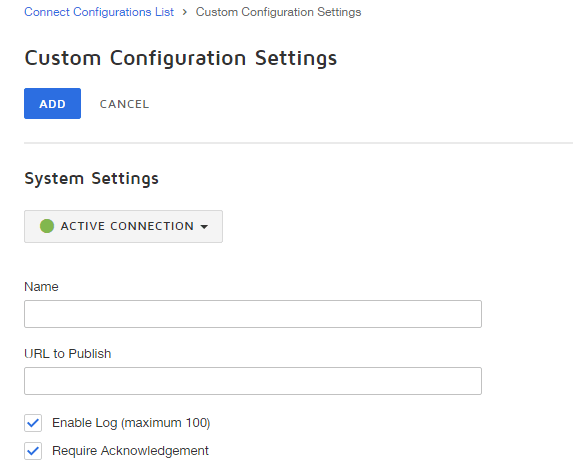 Connect Configurations List > Custom Configuration Settings
Custom Configuration Settings
ADD CANCEL
System Settings
ACTIVE CONNECTION
Name
URL to Publish
Enable Log (maximum 100)
Require Acknowledgement